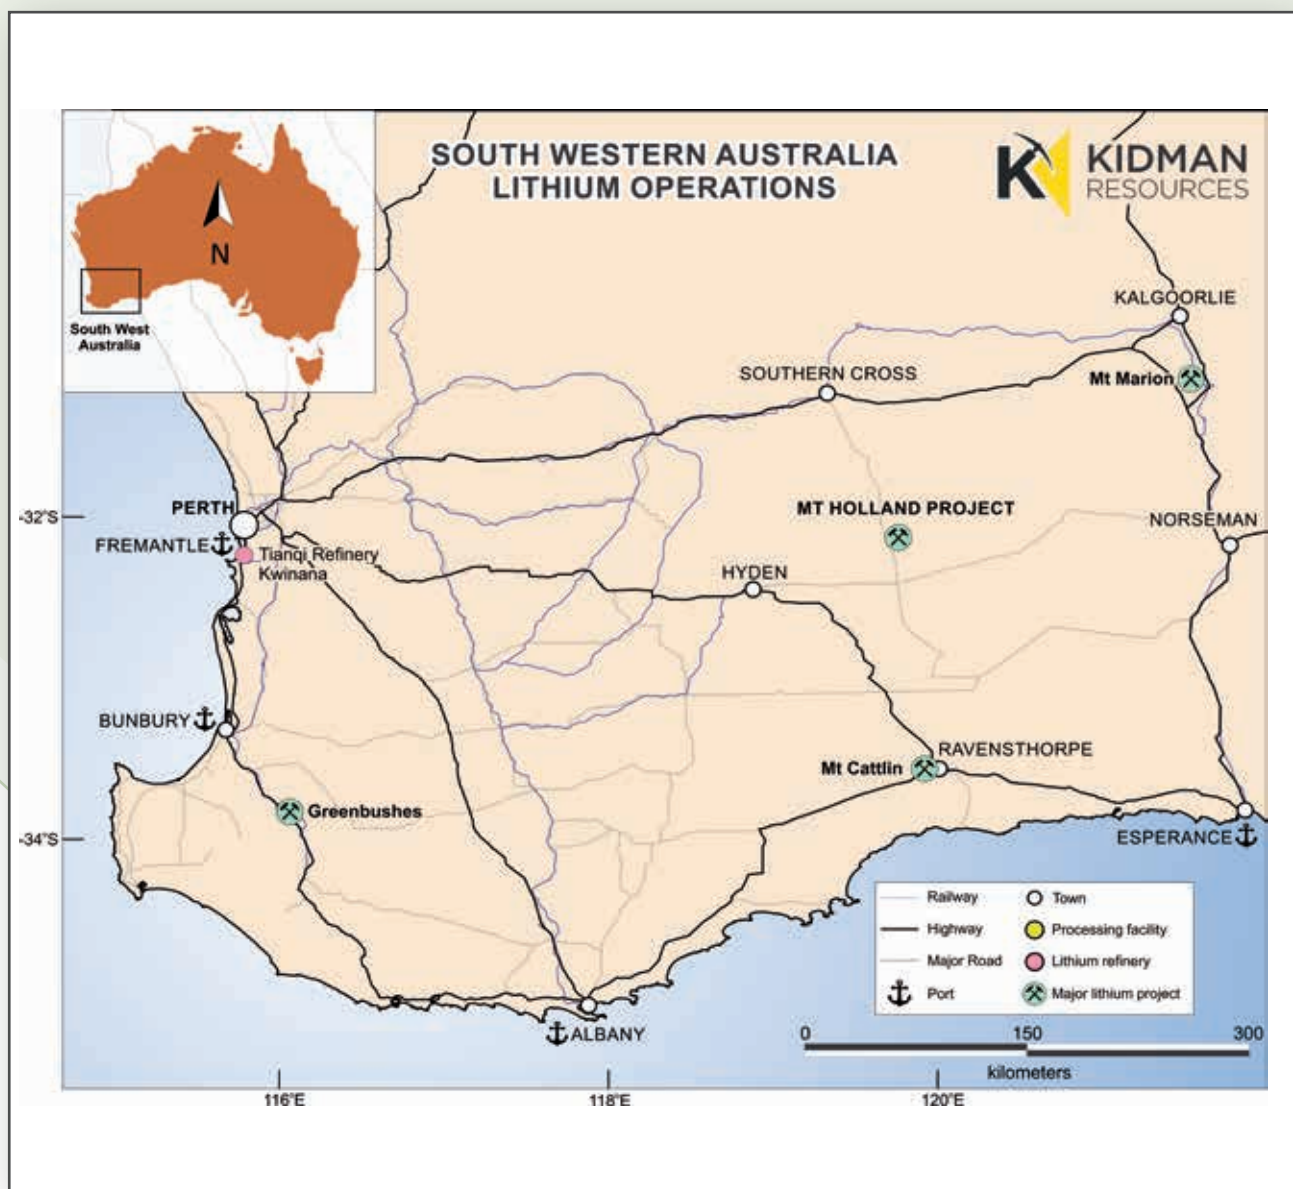 SOUTH WESTERN AUSTRALIA
LITHIUM OPERATIONS
KIDMAN
RESOURCES
N
South West
Australia
KALGOORLIE
SOUTHERN CROSS
Mt Marion
PERTH
MT HOLLAND PROJECT
-32°S
NORSEMAN
FREMANTLE
Tianqi Refinery
Kwinana
HYDEN
BUNBURY
RAVENSTHORPE
Mt Cattlin
Greenbushes
-34°S
ESPERANCE
Railway
Town
Highway
Processing facility
Major Road
Lithium refinery
Port
Major lithium project
ALBANY
0 150 300
kilometers
116°E 118°E 120°E